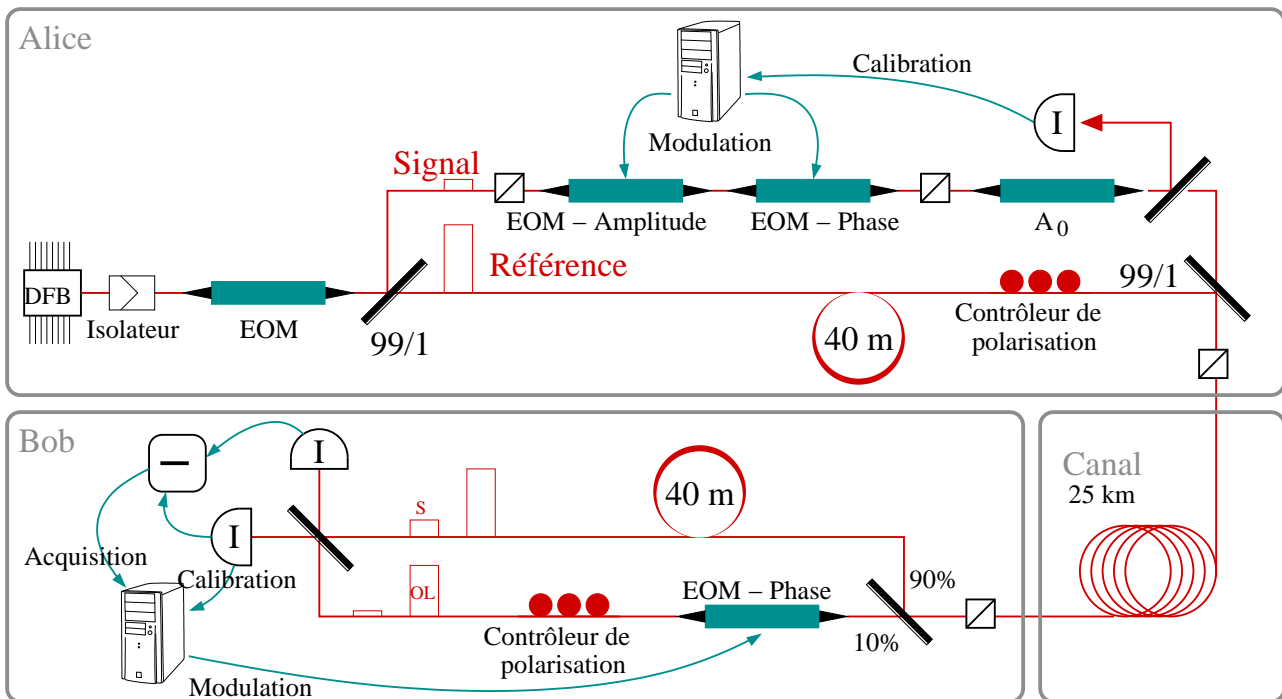 Alice
Calibration
I
Modulation
Signal
EOM – Amplitude
EOM – Phase
A0
Référence
DFB
Isolateur
EOM
99/1
99/1
40 m
Contrôleur de
polarisation
Bob
I
–
S
40 m
I
Acquisition
Calibration
OL
EOM – Phase
90%
10%
Contrôleur de
polarisation
Modulation
Canal
25 km